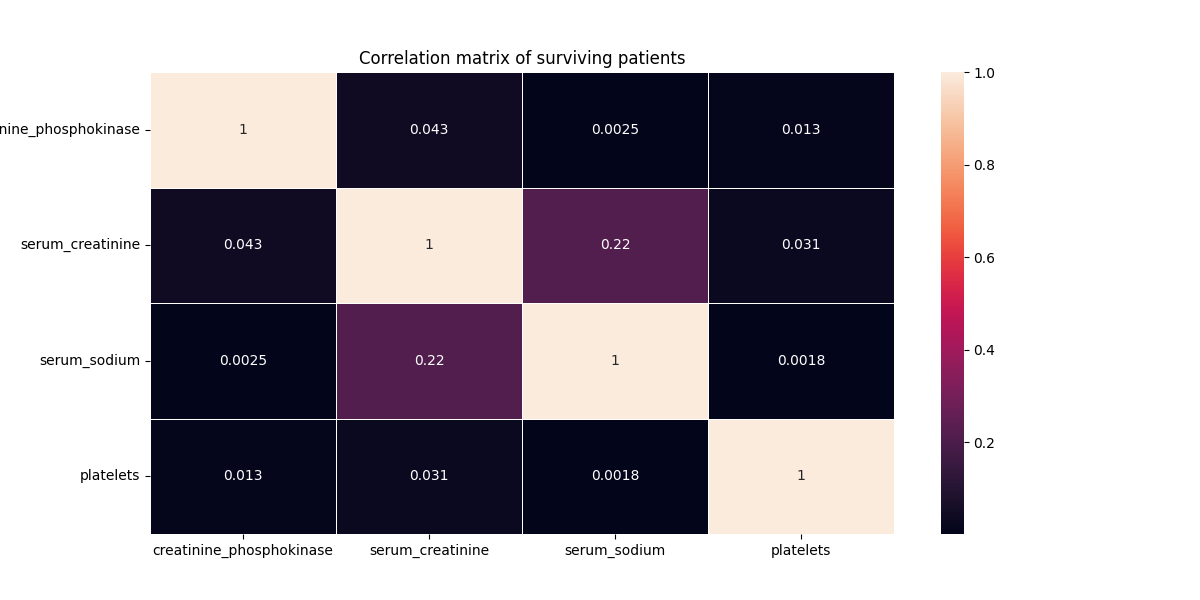 Correlation matrix of surviving patients
nine_phosphokinase 1 0.043 0.0025 0.013
serum_creatinine 0.043 1 0.22 0.031
serum_sodium 0.0025 0.22 1 0.0018
platelets 0.013 0.031 0.0018 1
creatinine_phosphokinase serum_creatinine serum_sodium platelets
1.0
0.8
0.6
0.4
0.2